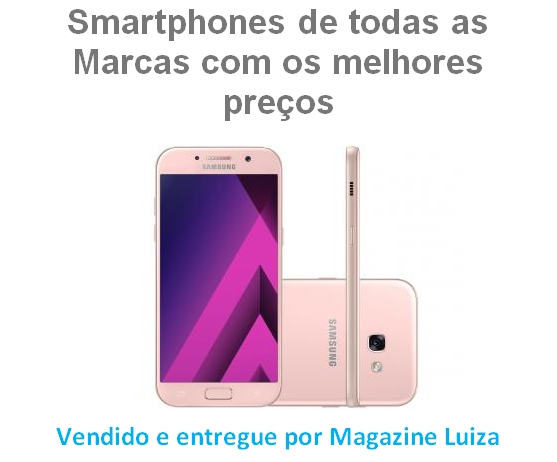 Smartphones de todas as
Marcas com os melhores
preços
SAMSUNG
SAMSUNG
Vendido e entregue por Magazine Luiza